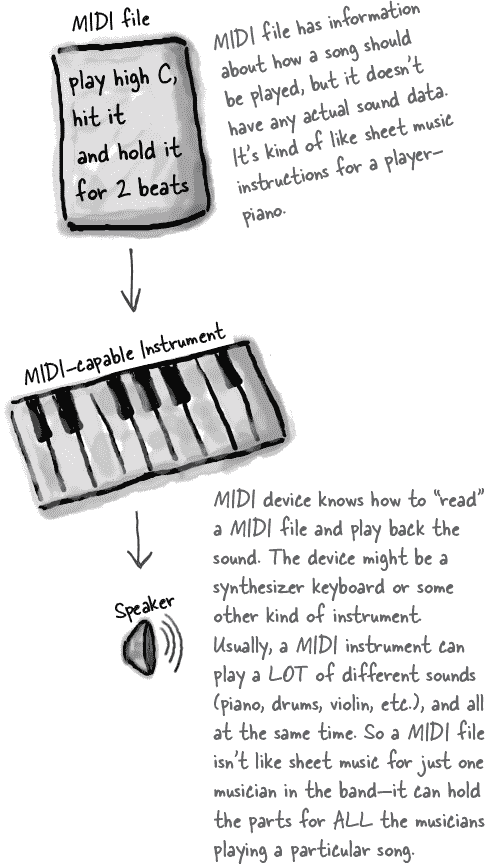 MIDI file
play high C,
hit it
and hold it
for 2 beats
MIDI file has information
about how a song should
be played, but it doesn't
have any actual sound data.
It's kind of like sheet music
instructions for a player–
piano.
MIDI–capable Instrument
MIDI device knows how to “read”
a MIDI file and play back the
sound. The device might be a
synthesizer keyboard or some
other kind of instrument.
Usually, a MIDI instrument can
play a LOT of different sounds
(piano, drums, violin, etc.), and all
at the same time. So a MIDI file
isn't like sheet music for just one
musician in the band—it can hold
the parts for ALL the musicians
playing a particular song.
Speaker